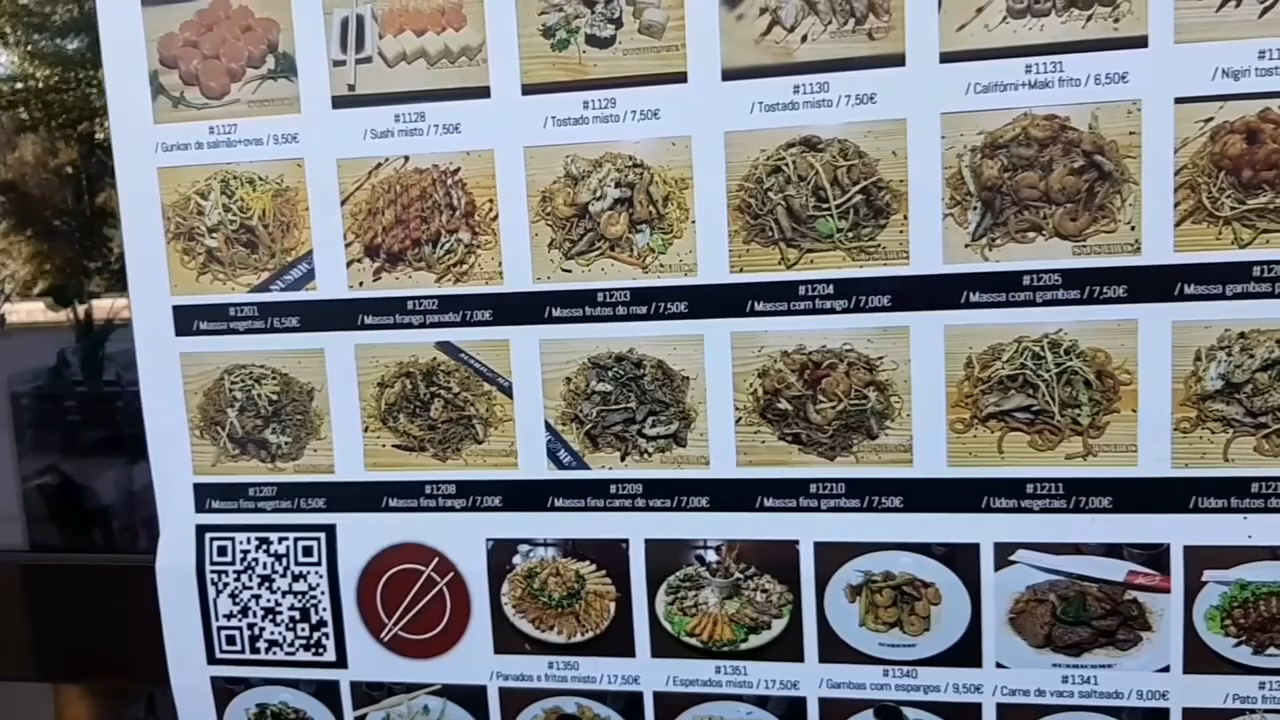 #1127
/ Gunkan de salmão+ovas / 9,50€
#1128
/ Sushi misto / 7,50€
#1129
/ Tostado misto / 7,50€
#1130
/ Tostado misto / 7,50€
#1131
/ Califórni+Maki frito / 6,50€
/ Nigiri
#1201
/ Massa vegetais / 6,50€
#1202
/ Massa frango panado/ 7,00€
#1203
/ Massa frutos do mar / 7,50€
#1204
/ Massa com frango / 7,00€
#1205
/ Massa com gambas / 7,50€
/ Massa gambas
#1207
/ Massa fina vegetais / 6,50€
#1208
/ Massa fina frango / 7,00€
#1209
/ Massa fina carne de vaca / 7,00€
#1210
/ Massa fina gambas / 7,50€
#1211
/ Udon vegetais / 7,00€
/ Udon frutos
#1350
/ Panados e fritos misto / 17,50€
#1351
/ Espetados misto / 17,50€
SUSHICOME
#1340
/ Gambas com espargos / 9,50€
SUSHICOME
#1341
/ Carne de vaca salteado / 9,00€
/ Pato